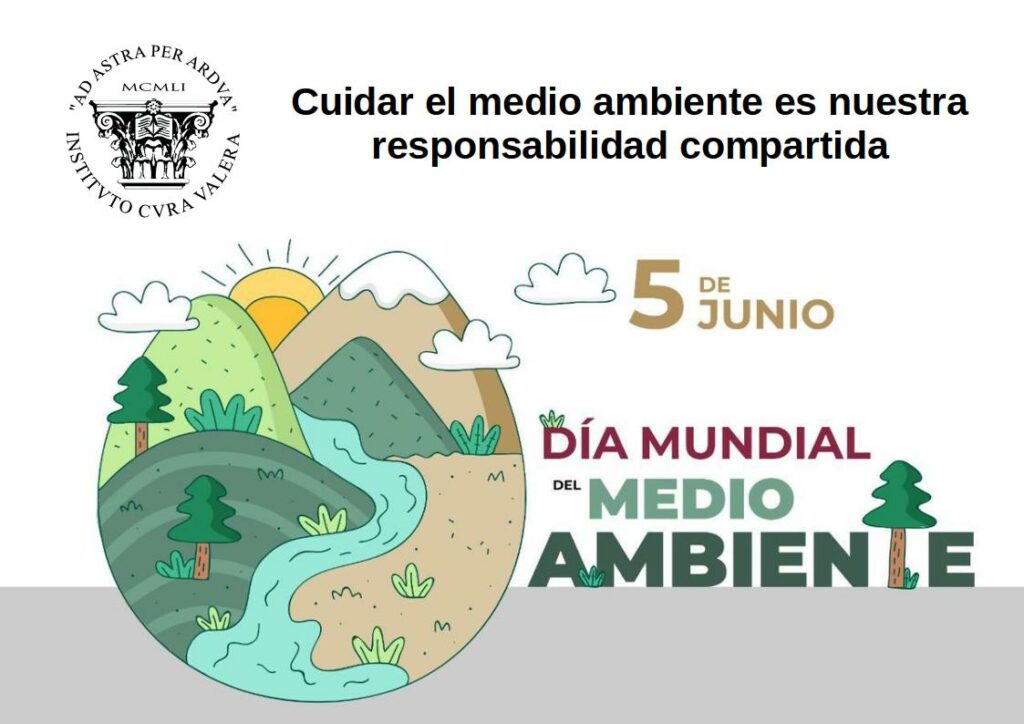 "AD ASTRA PER ARDVA"
MCMLI
INSTITVTO CVRA VALERA
Cuidar el medio ambiente es nuestra
responsabilidad compartida
5 DE
JUNIO
DÍA MUNDIAL
DEL MEDIO
AMBIENTE